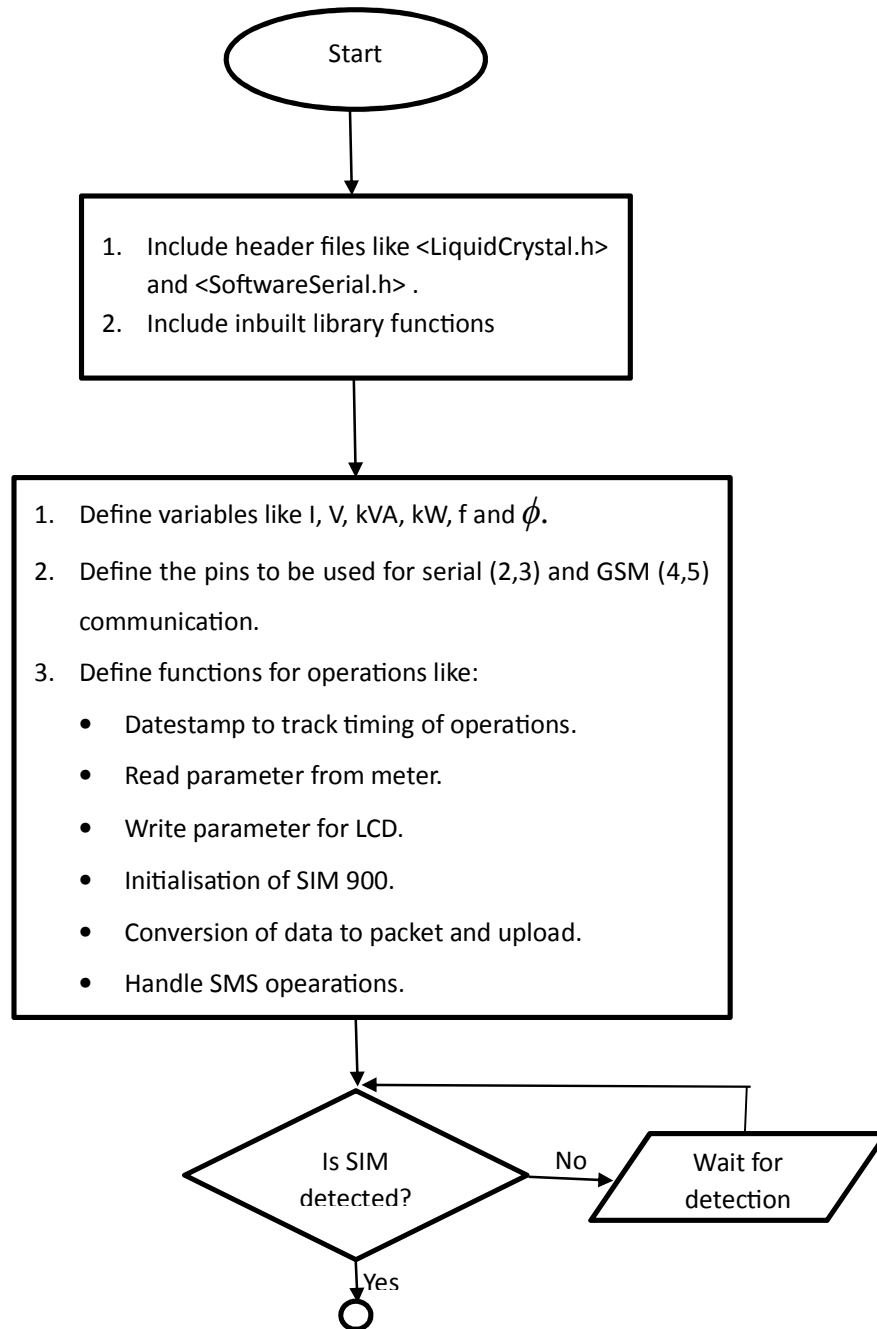 Start
1. Include header files like <LiquidCrystal.h>
and <SoftwareSerial.h> .
2. Include inbuilt library functions
1. Define variables like I, V, kVA, kW, f and ϕ.
2. Define the pins to be used for serial (2,3) and GSM (4,5)
communication.
3. Define functions for operations like:
• Datestamp to track timing of operations.
• Read parameter from meter.
• Write parameter for LCD.
• Initialisation of SIM 900.
• Conversion of data to packet and upload.
• Handle SMS opearations.
Is SIM
detected?
No
Wait for
detection
Yes